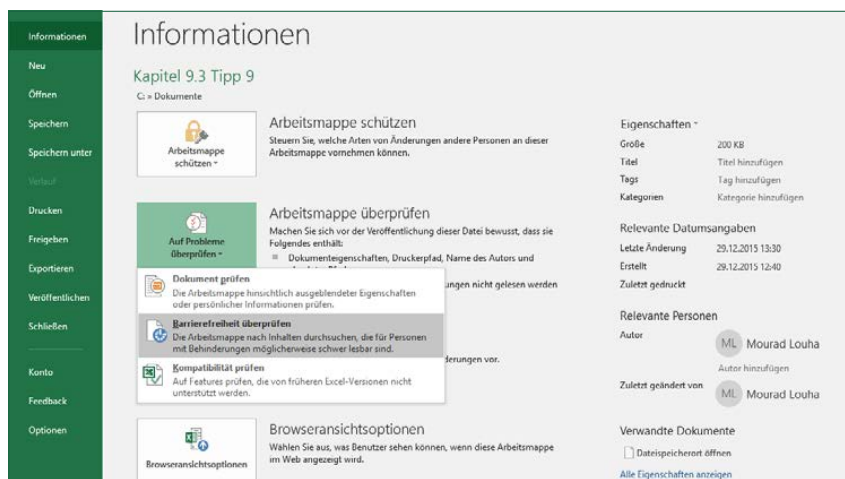 Informationen
Neu
Öffnen
Speichern
Speichern unter
Verlauf
Drucken
Freigeben
Exportieren
Veröffentlichen
Schließen
Konto
Feedback
Optionen
Informationen
Kapitel 9.3 Tipp 9
C: » Dokumente
Arbeitsmappe
schützen
Arbeitsmappe schützen
Steuern Sie, welche Arten von Änderungen andere Personen an dieser
Arbeitsmappe vornehmen können.
Auf Probleme
überprüfen
Arbeitsmappe überprüfen
Machen Sie sich vor der Veröffentlichung dieser Datei bewusst, dass sie
Folgendes enthält:
Dokumenteigenschaften, Druckerpfad, Name des Autors und
ungen nicht gelesen werden
Dokument prüfen
Die Arbeitsmappe hinsichtlich ausgeblendeter Eigenschaften
oder persönlicher Informationen prüfen.
Barrierefreiheit überprüfen
Die Arbeitsmappe nach Inhalten durchsuchen, die für Personen
mit Behinderungen möglicherweise schwer lesbar sind.
derungen vor.
Kompatibilität prüfen
Auf Features prüfen, die von früheren Excel-Versionen nicht
unterstützt werden.
Browseransichtsoptionen
Browseransichtsoptionen
Wählen Sie aus, was Benutzer sehen können, wenn diese Arbeitsmappe
im Web angezeigt wird.
Eigenschaften
Größe 200 KB
Titel Titel hinzufügen
Tags Tag hinzufügen
Kategorien Kategorie hinzufügen
Relevante Datumsangaben
Letzte Änderung 29.12.2015 13:30
Erstellt 29.12.2015 12:40
Zuletzt gedruckt
Relevante Personen
Autor
ML Mourad Louha
Autor hinzufügen
Zuletzt geändert von
ML Mourad Louha
Verwandte Dokumente
Dateispeicherort öffnen
Alle Eigenschaften anzeigen